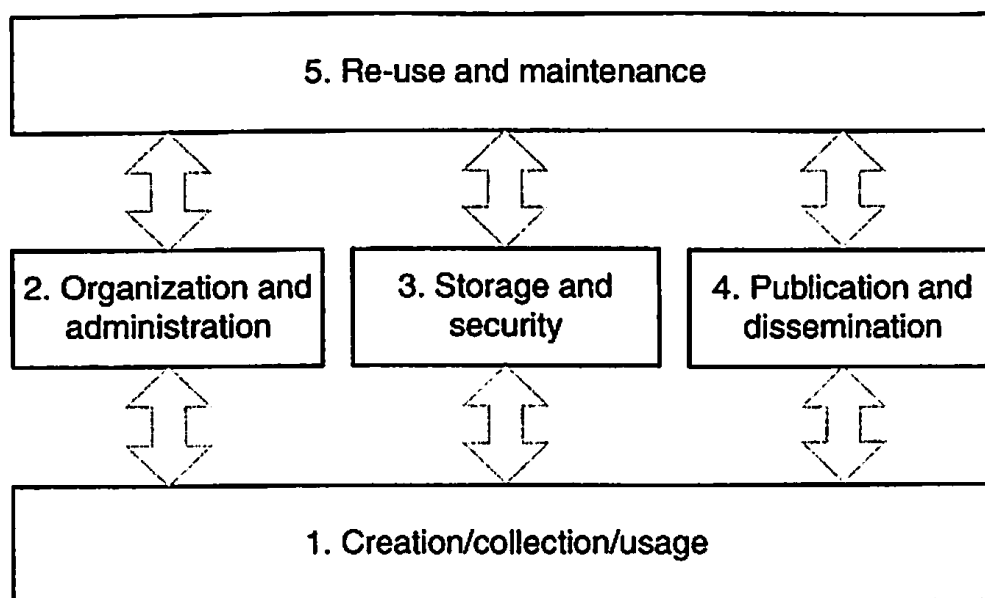 5. Re-use and maintenance
2. Organization and
administration
3. Storage and
security
4. Publication and
dissemination
1. Creation/collection/usage